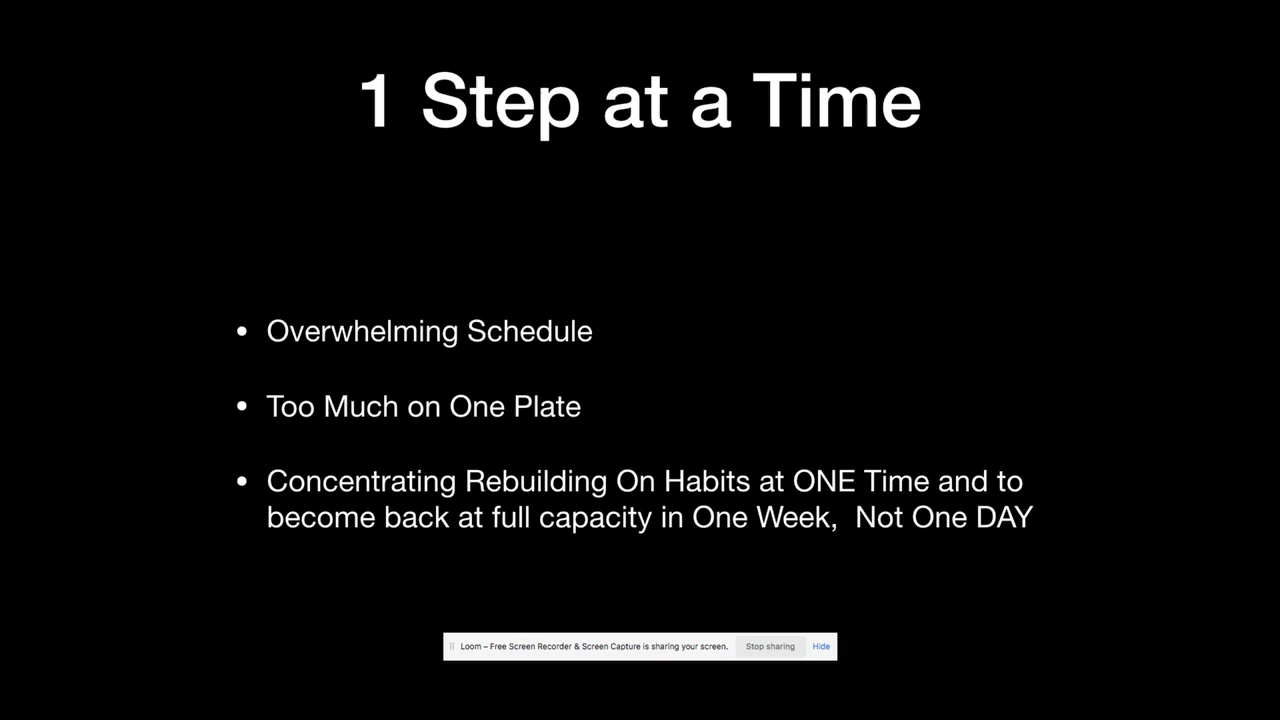 1 Step at a Time
• Overwhelming Schedule
• Too Much on One Plate
• Concentrating Rebuilding On Habits at ONE Time and to
become back at full capacity in One Week,  Not One DAY
Loom – Free Screen Recorder & Screen Capture is sharing your screen. Stop sharing Hide